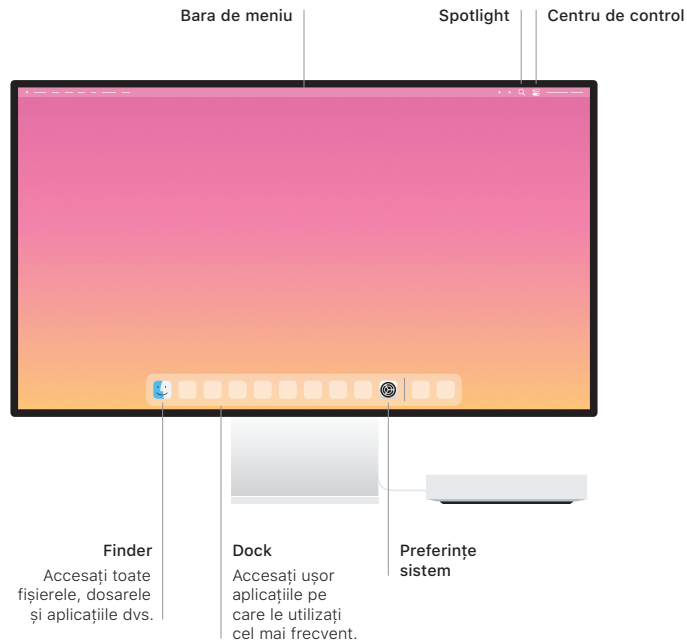 Bara de meniu
Spotlight
Centru de control
Finder
Accesați toate
fișierele, dosarele
și aplicațiile dvs.
Dock
Accesați ușor
aplicațiile pe
care le utilizați
cel mai frecvent.
Preferințe
sistem